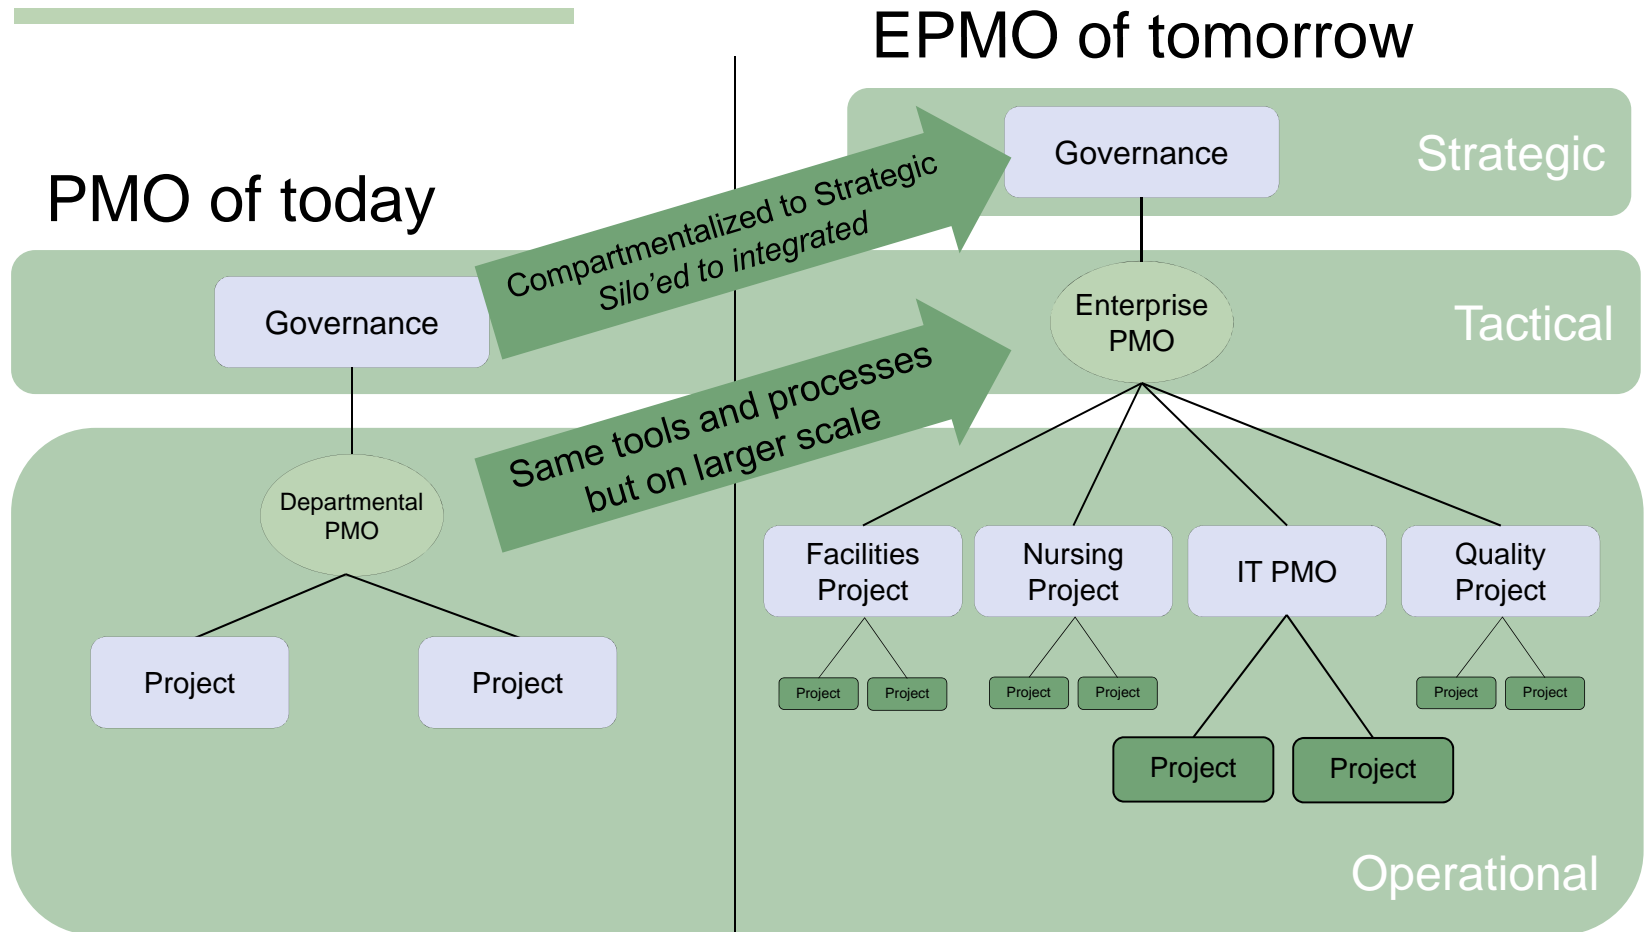 PMO of today
Governance
Departmental
PMO
Project
Project
Compartmentalized to Strategic
Silo'ed to integrated
Same tools and processes
but on larger scale
EPMO of tomorrow
Governance
Strategic
Enterprise
PMO
Tactical
Facilities
Project
Nursing
Project
IT PMO
Quality
Project
Project
Project
Project
Project
Project
Project
Project
Project
Operational